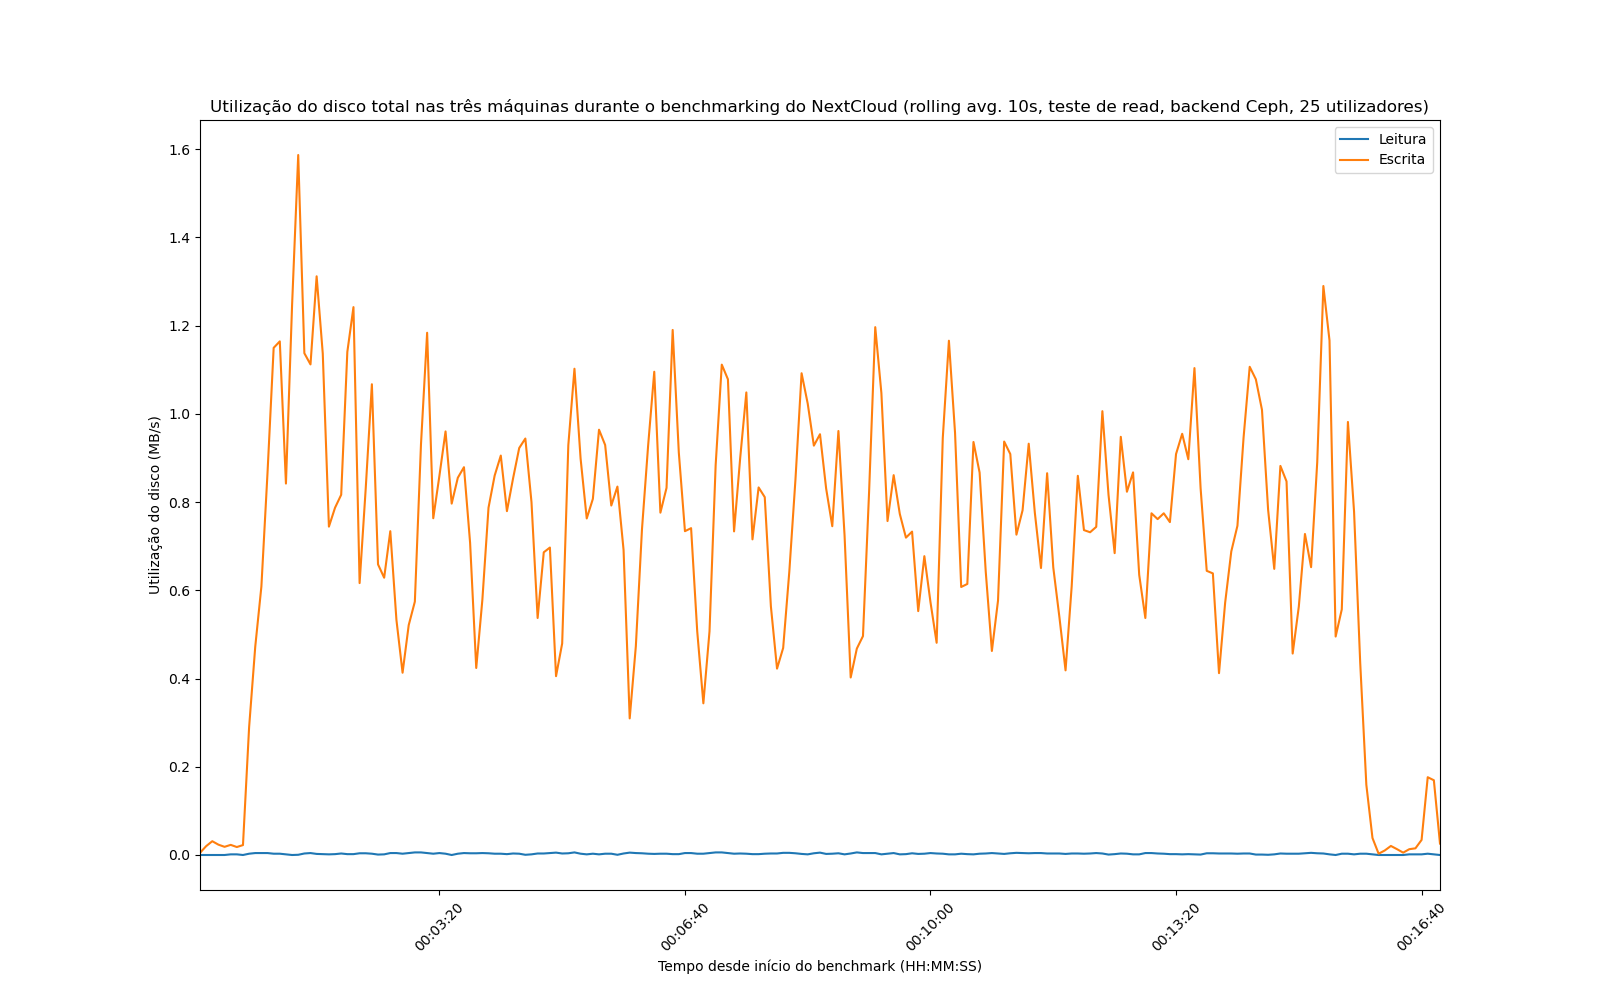 Utilização do disco total nas três máquinas durante o benchmarking do NextCloud (rolling avg. 10s, teste de read, backend Ceph, 25 utilizadores)
Leitura
Escrita
Utilização do disco (MB/s)
1.6
1.4
1.2
1.0
0.8
0.6
0.4
0.2
0.0
00:03:20
00:06:40
00:10:00
00:13:20
00:16:40
Tempo desde início do benchmark (HH:MM:SS)